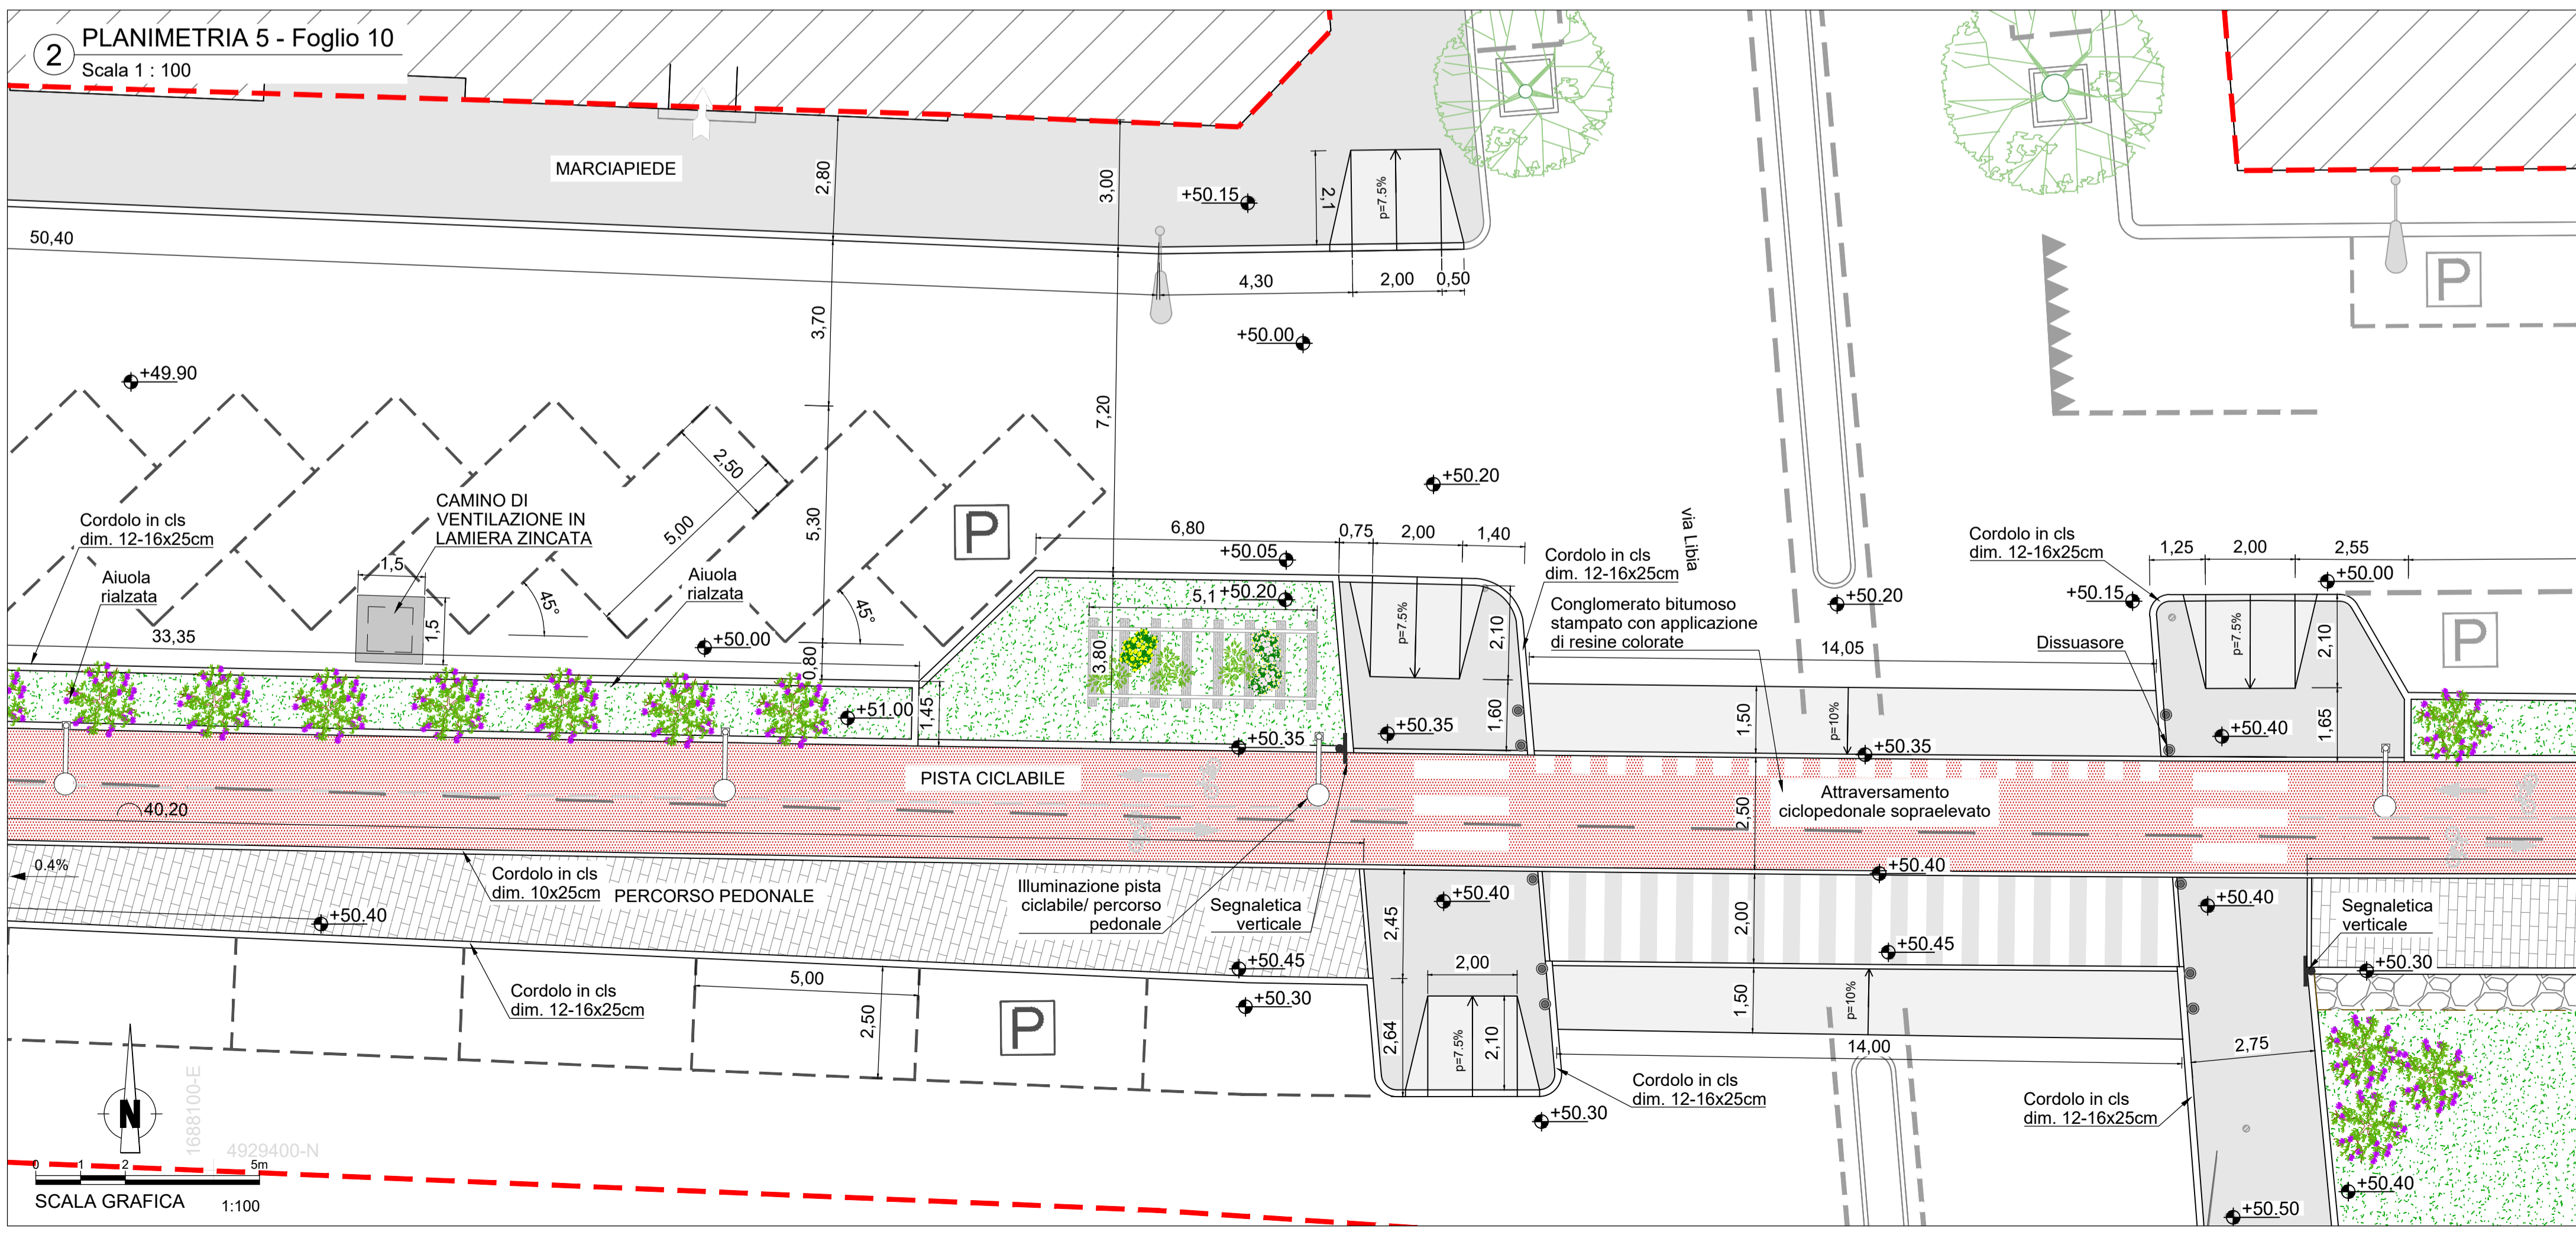 2
PLANIMETRIA 5 - Foglio 10
Scala 1 : 100
MARCIAPIEDE
2,80
3,00
+50.15
2,1
p=7.5%
50,40
4,30
2,00
0,50
P
3,70
+50.00
+49.90
7,20
2,50
5,00
5,30
+50.20
CAMINO DI
VENTILAZIONE IN
LAMIERA ZINCATA
Cordolo in cls
dim. 12-16x25cm
Aiuola
rialzata
1,5
1,5
45°
45°
Aiuola
rialzata
P
33,35
+50.00
0,80
6,80
0,75
2,00
1,40
+50.05
5,1
+50.20
3,80
p=7.5%
2,10
1,60
Cordolo in cls
dim. 12-16x25cm
via Libia
Conglomerato bitumoso
stampato con applicazione
di resine colorate
+50.20
14,05
Cordolo in cls
dim. 12-16x25cm
1,25
2,00
2,55
+50.00
+50.15
Dissuasore
p=7.5%
2,10
1,65
P
+51.00
1,45
+50.35
+50.35
1,50
p=10%
+50.35
+50.40
PISTA CICLABILE
40,20
2,50
Attraversamento
ciclopedonale sopraelevato
0.4%
Cordolo in cls
dim. 10x25cm
PERCORSO PEDONALE
+50.40
Illuminazione pista
ciclabile/ percorso
pedonale
Segnaletica
verticale
+50.40
+50.40
+50.40
Segnaletica
verticale
2,45
2,00
+50.45
+50.45
+50.30
Cordolo in cls
dim. 12-16x25cm
5,00
2,50
+50.30
P
2,00
2,64
p=7.5%
2,10
1,50
p=10%
14,00
2,75
Cordolo in cls
dim. 12-16x25cm
+50.30
Cordolo in cls
dim. 12-16x25cm
+50.40
+50.50
N
1688100-E
4929400-N
0 1 2 5m
SCALA GRAFICA
1:100